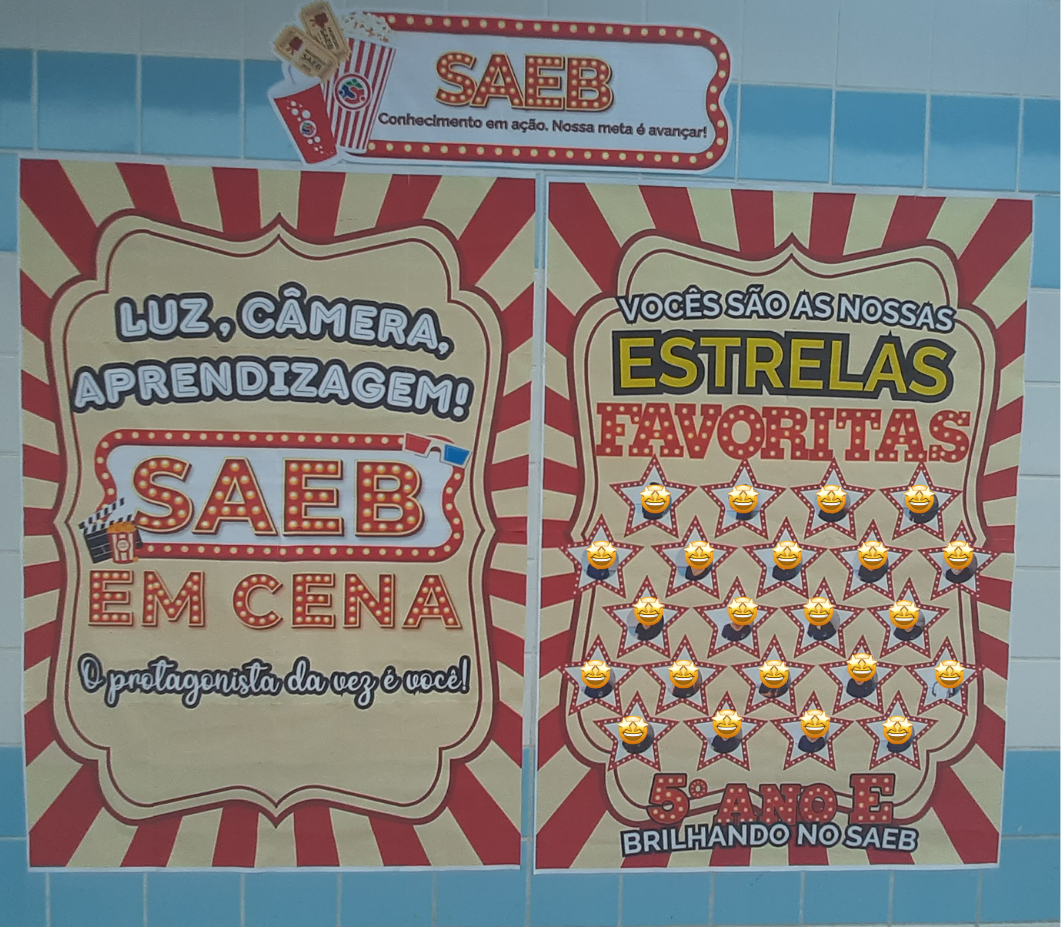 SAEB
Conhecimento em ação. Nossa meta é avançar!
LUZ, CÂMERA,
APRENDIZAGEM!
SAEB
EM CENA
O protagonista da vez é você!
VOCÊS SÃO AS NOSSAS
ESTRELAS
FAVORITAS
5º ANO E
BRILHANDO NO SAEB